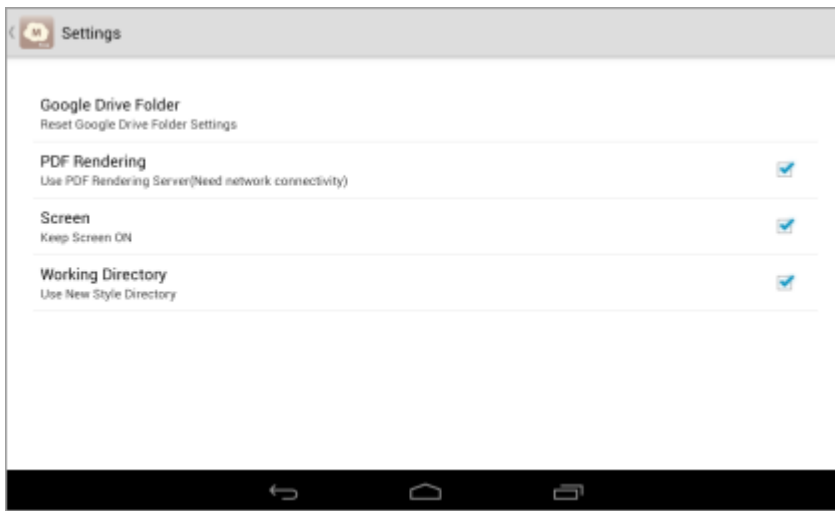 M
Settings
Google Drive Folder
Reset Google Drive Folder Settings
PDF Rendering
Use PDF Rendering Server(Need network connectivity)
Screen
Keep Screen ON
Working Directory
Use New Style Directory